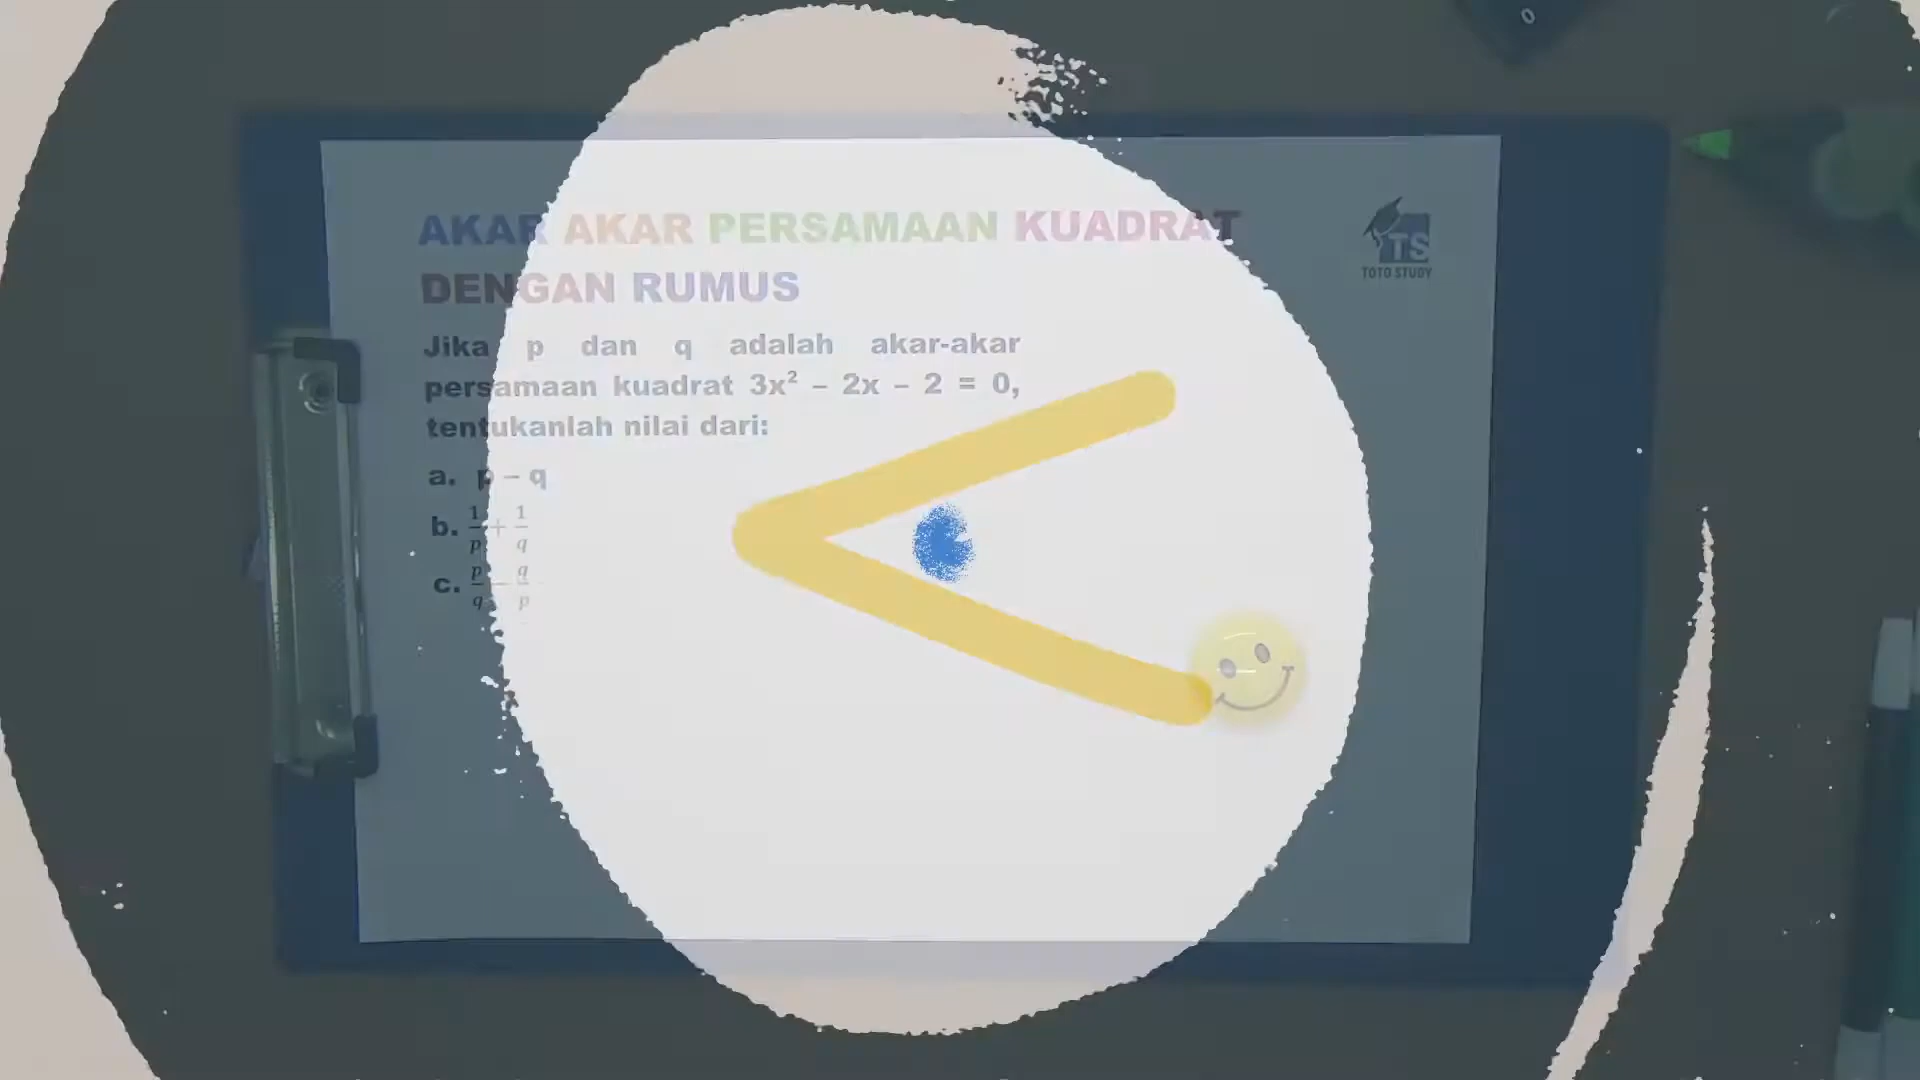 0
AKAR AKAR PERSAMAAN KUADRAT
DENGAN RUMUS
TS
TOTO STUDY
Jika p dan q adalah akar-akar
persamaan kuadrat 3x² – 2x – 2 = 0,
tentukanlah nilai dari:
a. p – q
b. 1/p + 1/q
c. p/q – q/p